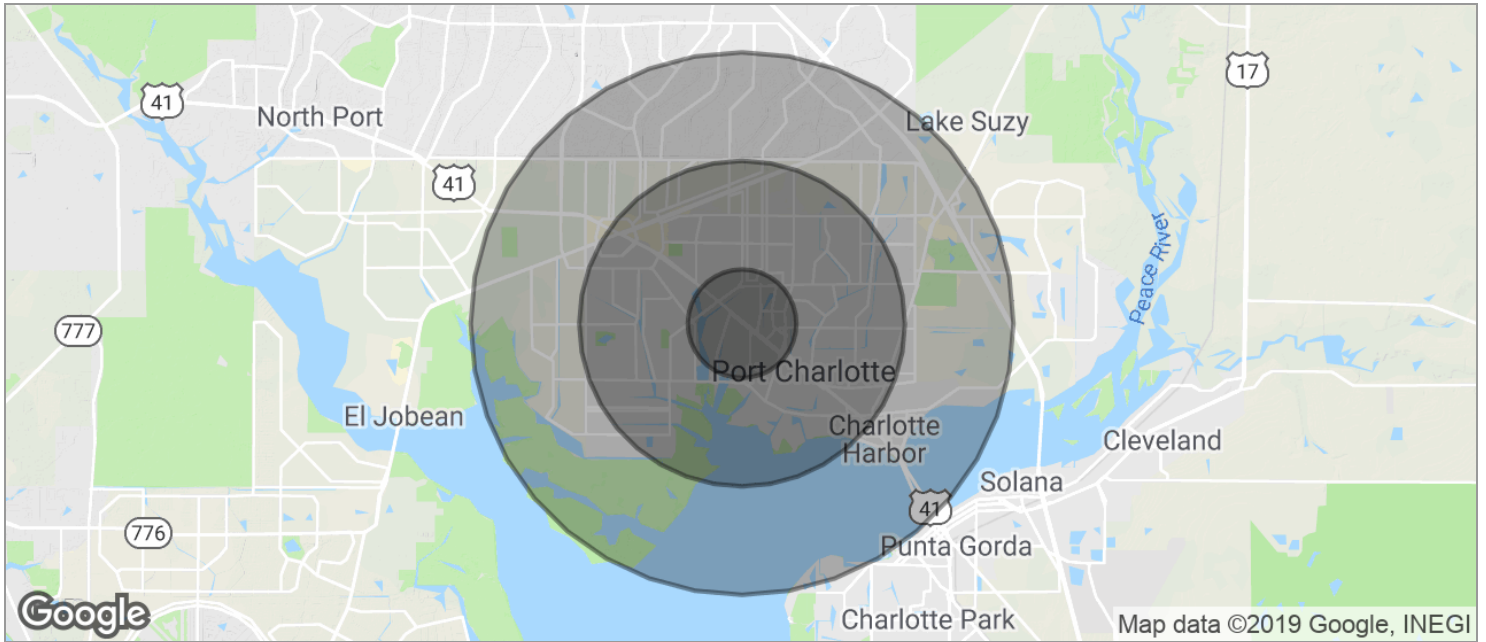 17
41
North Port
Lake Suzy
41
Peace River
777
Port Charlotte
El Jobean
Charlotte
Harbor
Cleveland
Solana
41
776
Punta Gorda
Google
Charlotte Park
Map data ©2019 Google, INEGI